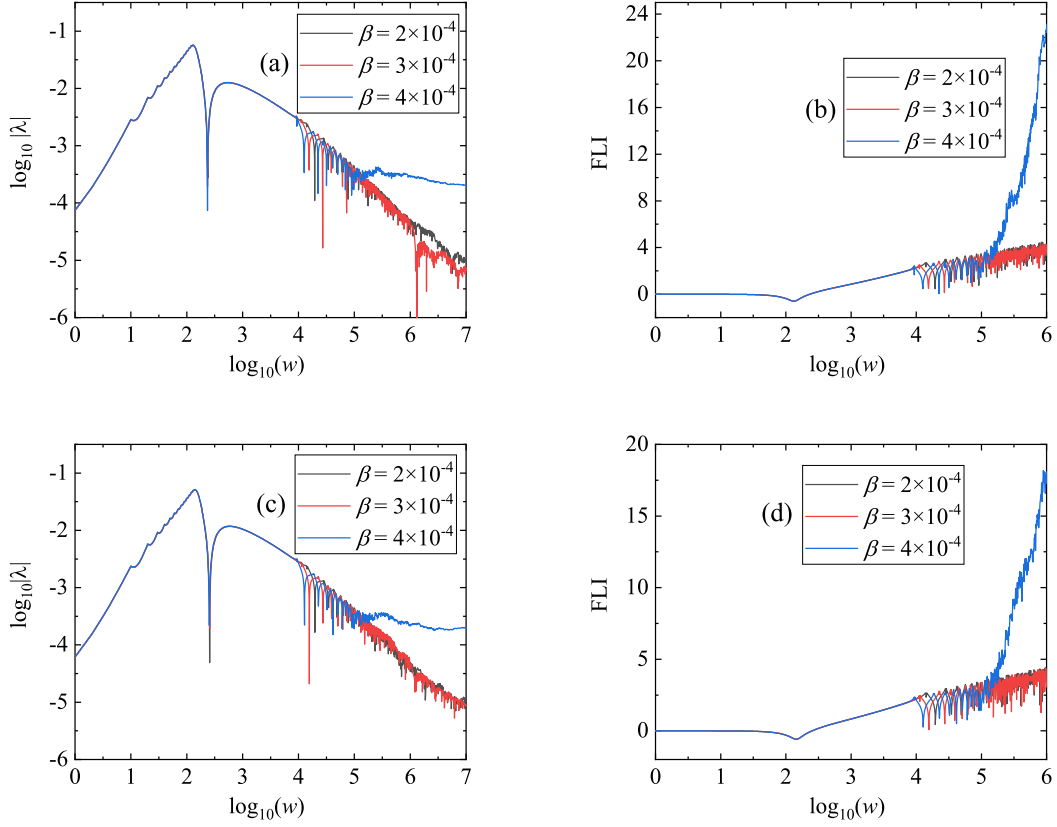 (a)
β = 2×10⁻⁴
β = 3×10⁻⁴
β = 4×10⁻⁴
log₁₀ |λ|
-1
-2
-3
-4
-5
-6
0 1 2 3 4 5 6 7
log₁₀(w)
(b)
β = 2×10⁻⁴
β = 3×10⁻⁴
β = 4×10⁻⁴
FLI
24
20
16
12
8
4
0
0 1 2 3 4 5 6
log₁₀(w)
(c)
β = 2×10⁻⁴
β = 3×10⁻⁴
β = 4×10⁻⁴
log₁₀|λ|
-1
-2
-3
-4
-5
-6
0 1 2 3 4 5 6 7
log₁₀(w)
(d)
β = 2×10⁻⁴
β = 3×10⁻⁴
β = 4×10⁻⁴
FLI
20
15
10
5
0
0 1 2 3 4 5 6
log₁₀(w)